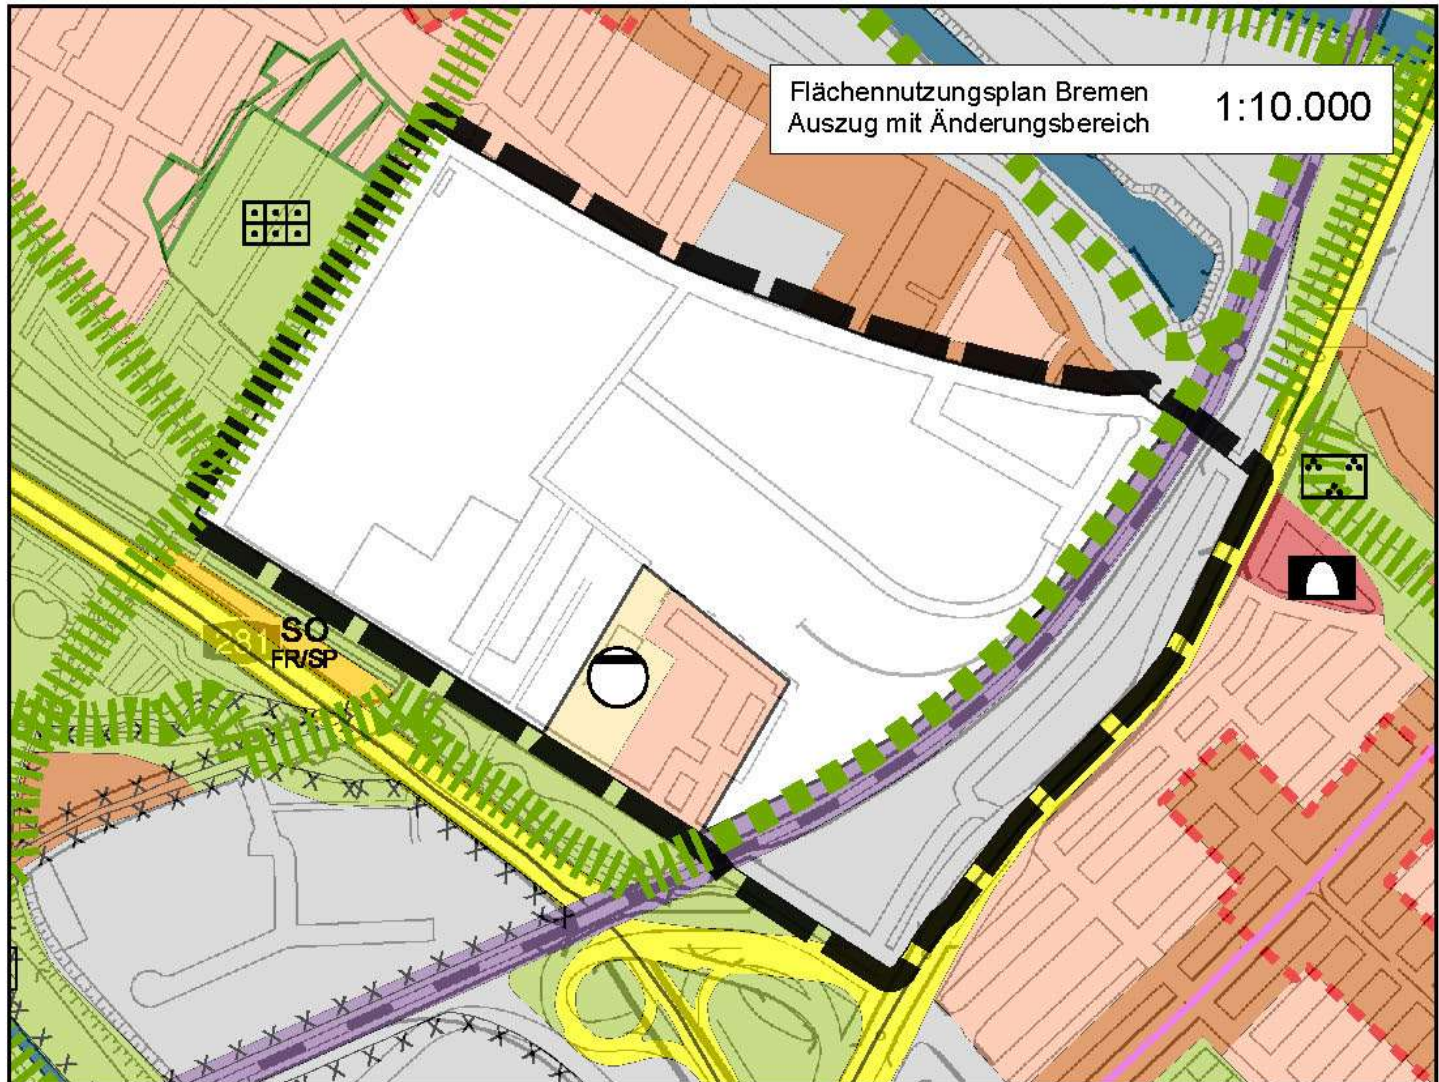 Flächennutzungsplan Bremen
Auszug mit Änderungsbereich
1:10.000
281
SO
FR/SP